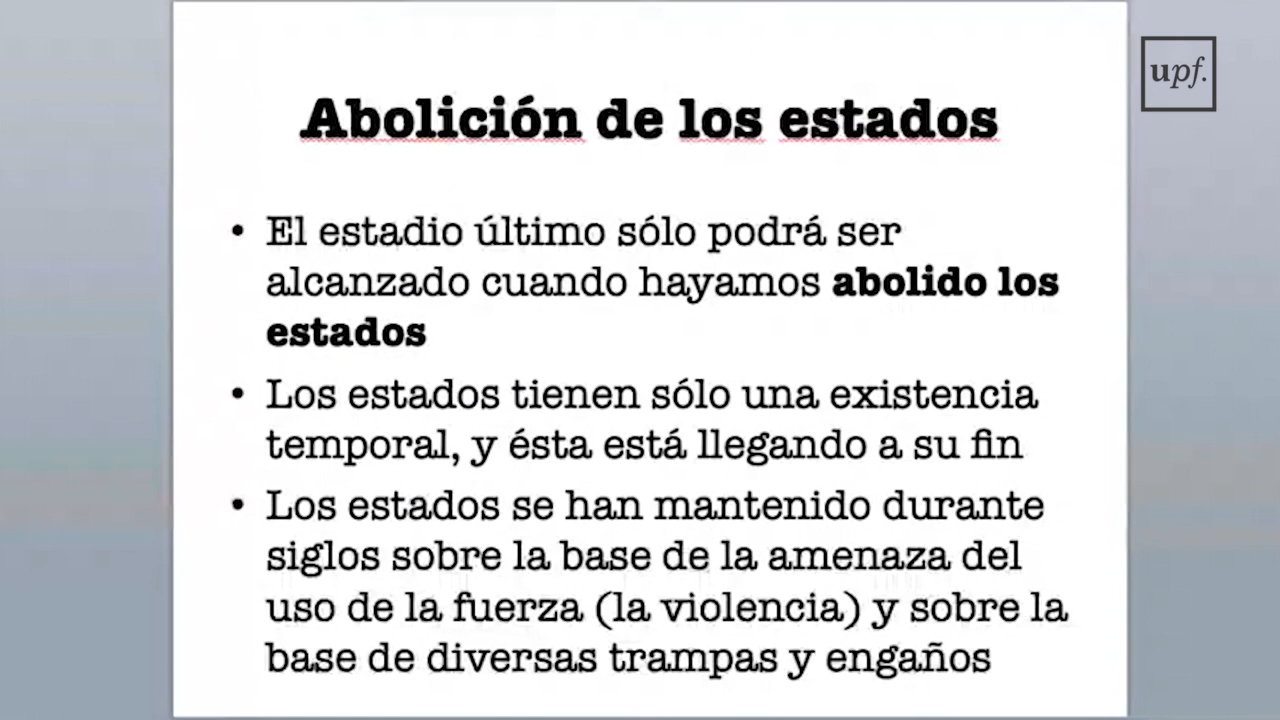 upf.
Abolición de los estados
• El estadio último sólo podrá ser
alcanzado cuando hayamos abolido los
estados
• Los estados tienen sólo una existencia
temporal, y ésta está llegando a su fin
• Los estados se han mantenido durante
siglos sobre la base de la amenaza del
uso de la fuerza (la violencia) y sobre la
base de diversas trampas y engaños